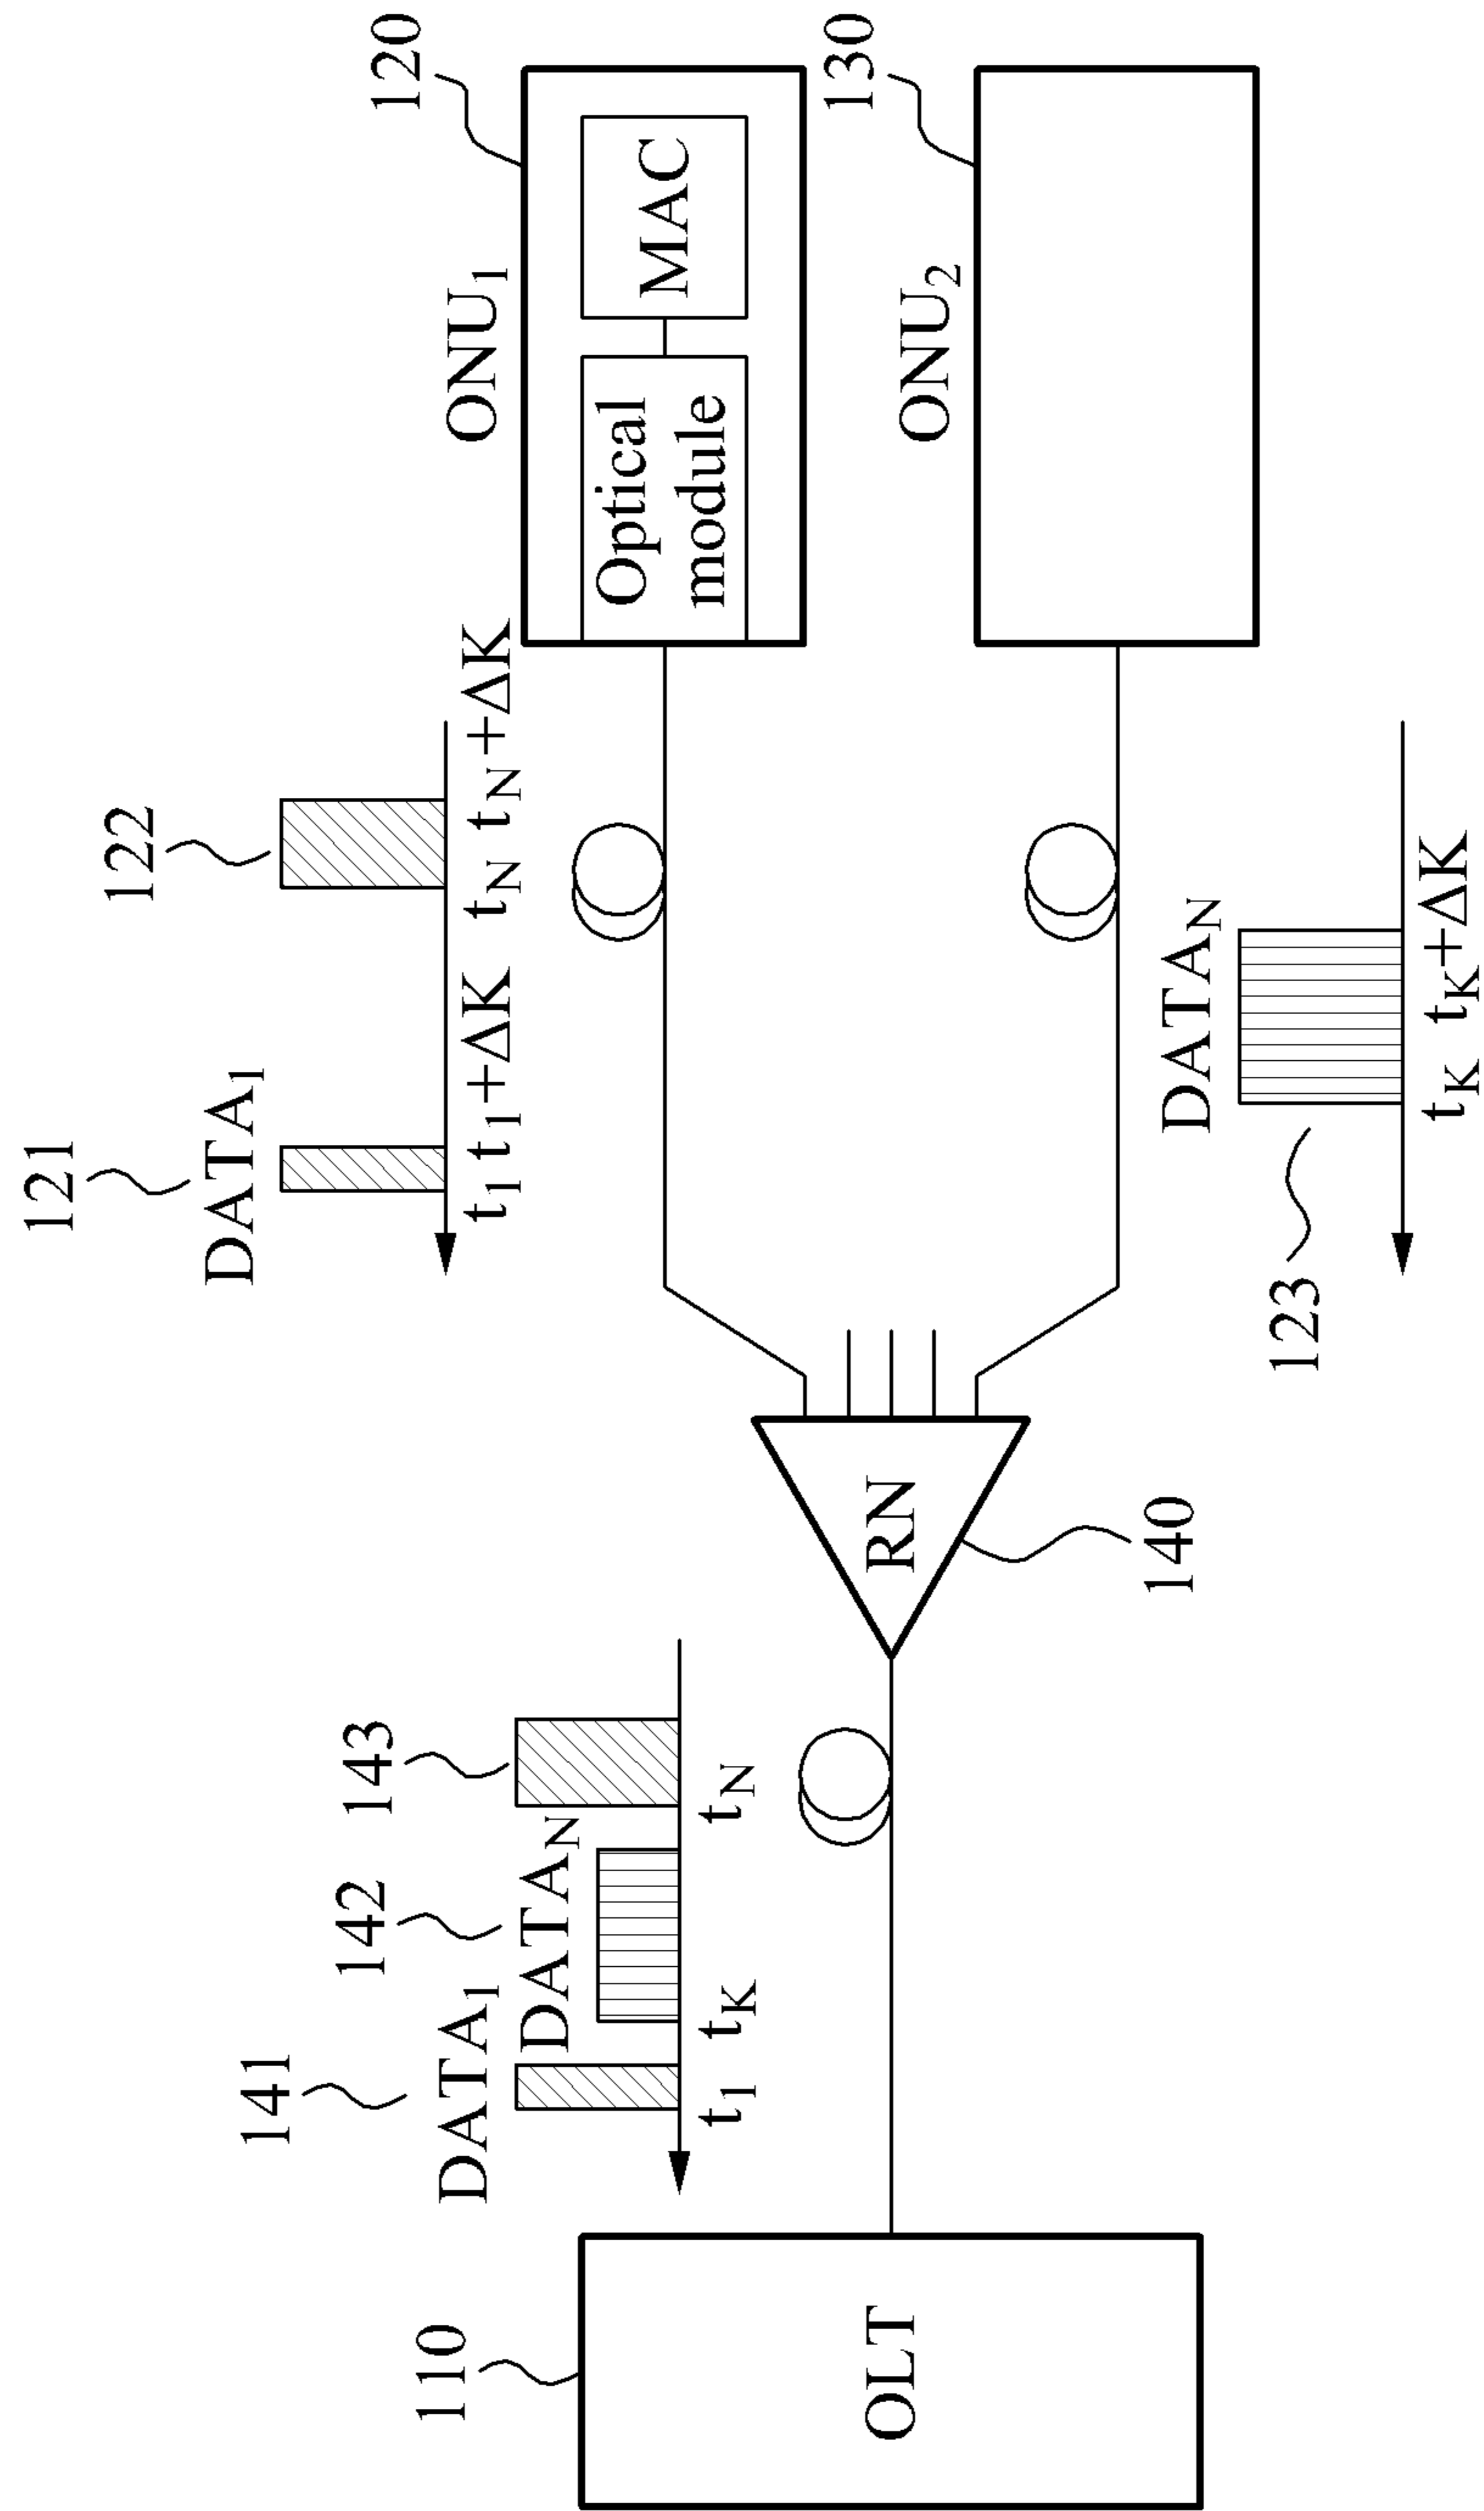 110
OLT
141
DATA₁
142
DATAₙ
143
t₁
tₖ
tₙ
RN
140
121
DATA₁
122
t₁ t₁+ΔK
tₙ tₙ+ΔK
ONU₁
120
Optical
module
MAC
ONU₂
130
DATAₙ
123
tₖ tₖ+ΔK